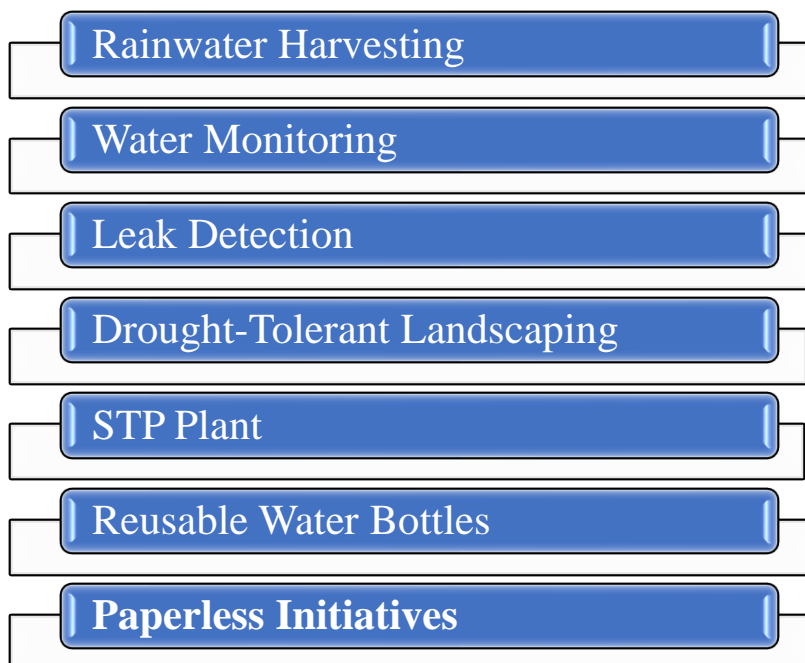 Rainwater Harvesting
Water Monitoring
Leak Detection
Drought-Tolerant Landscaping
STP Plant
Reusable Water Bottles
Paperless Initiatives